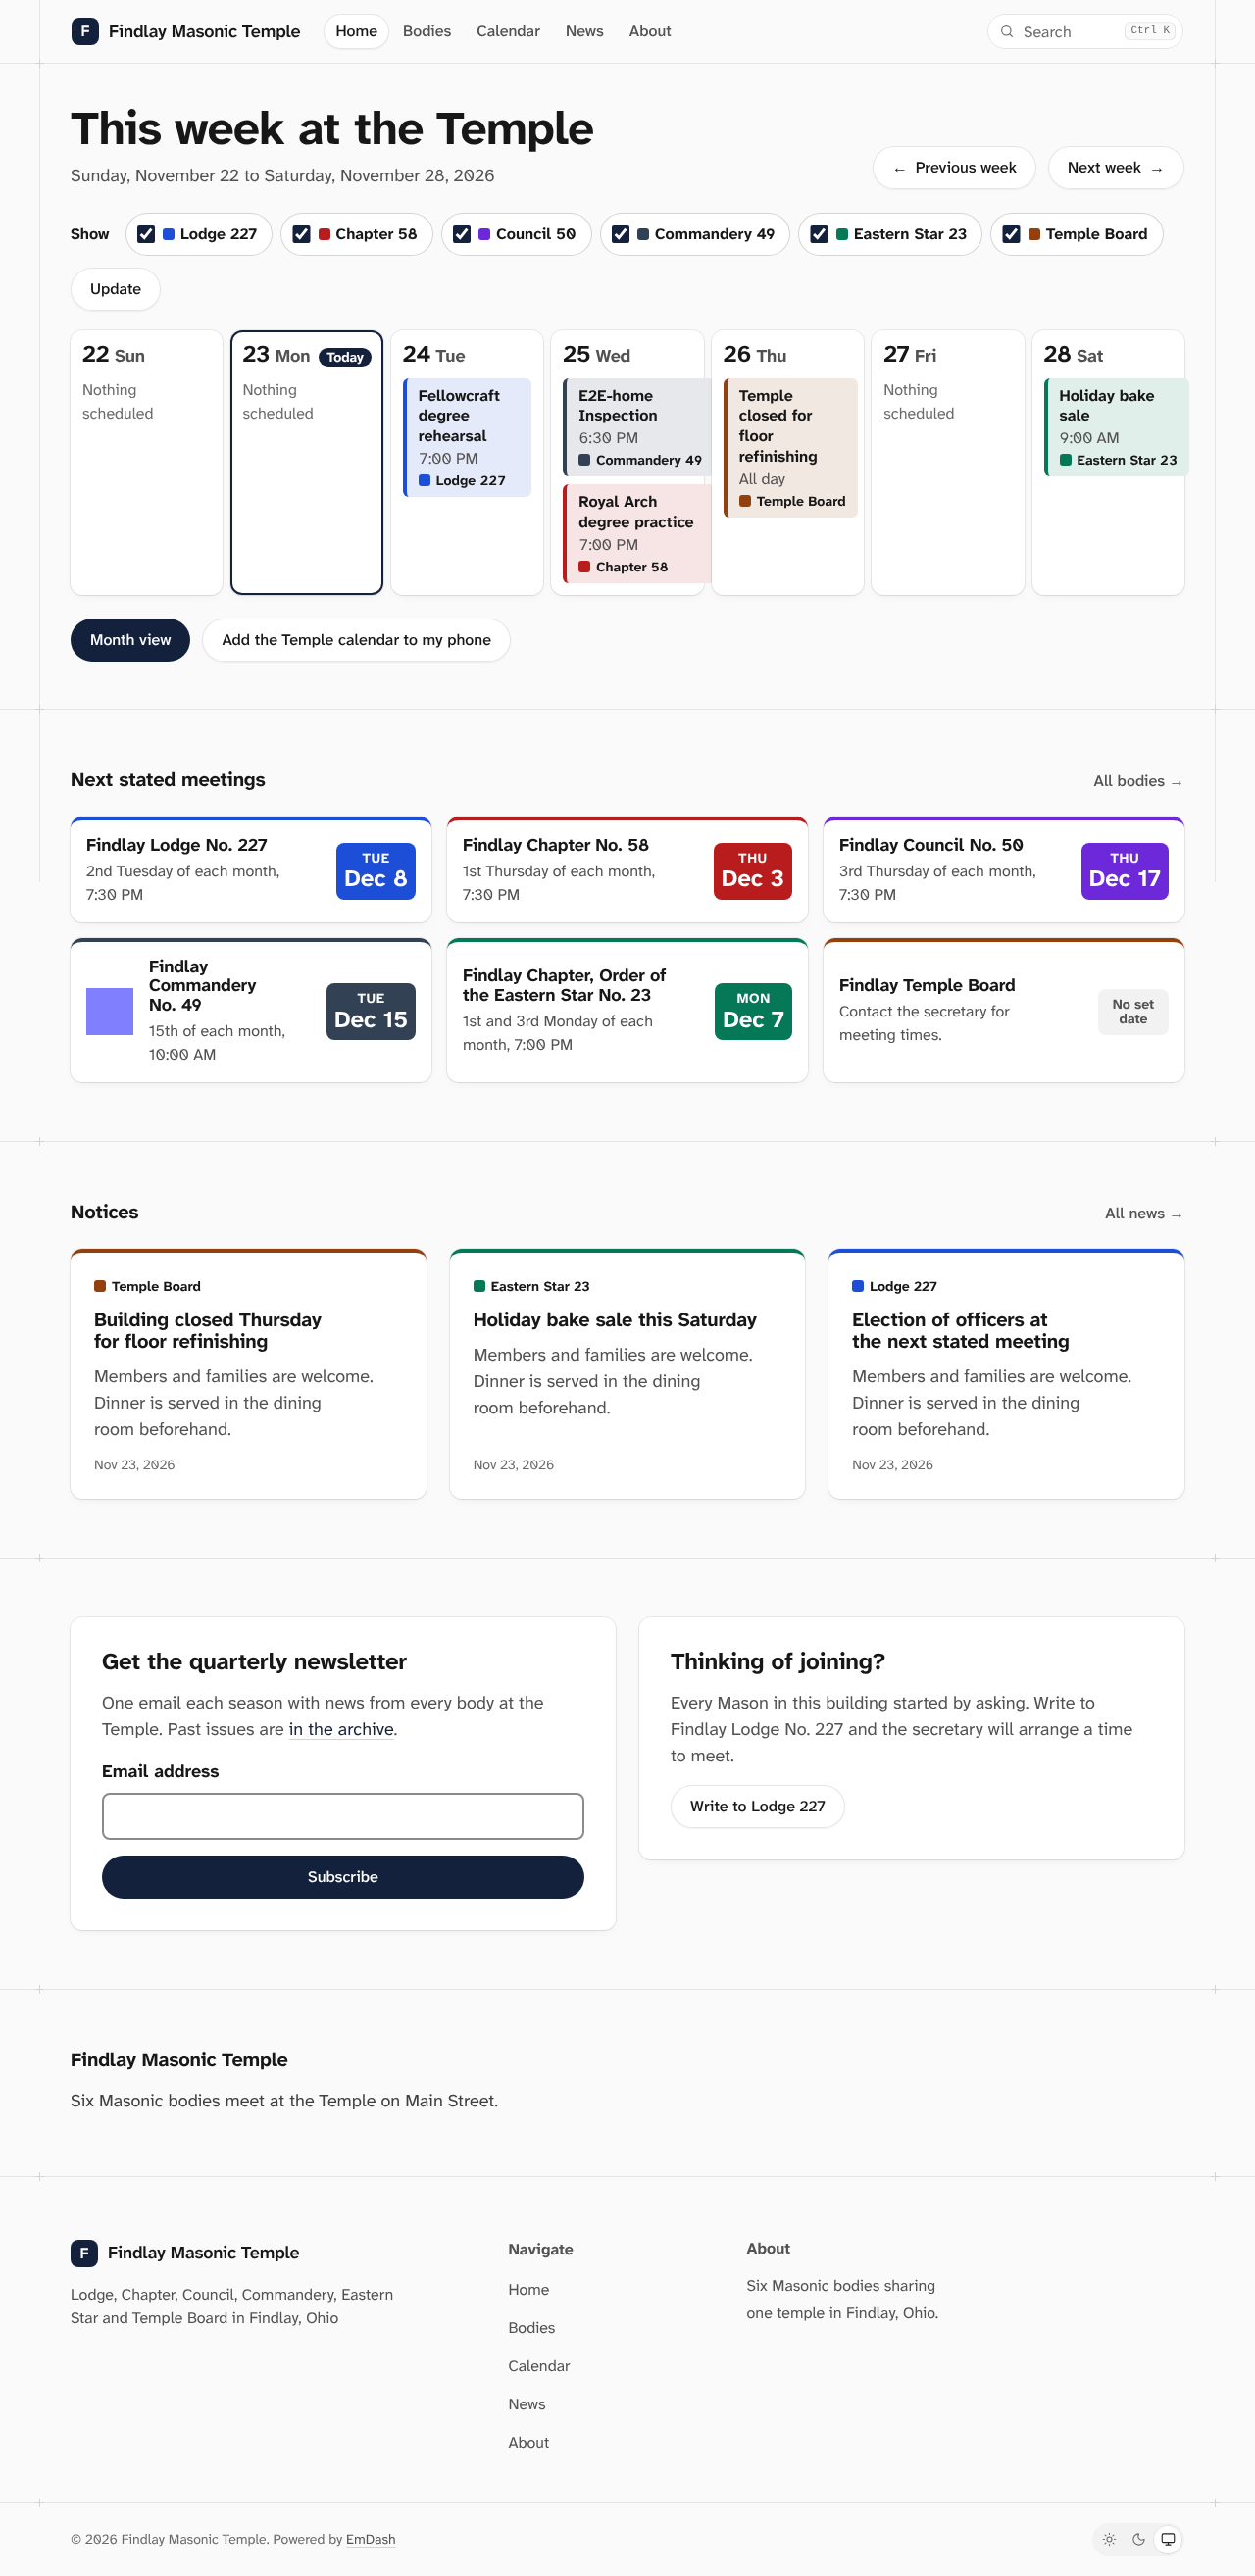 F Findlay Masonic Temple Home Bodies Calendar News About Search Ctrl K
This week at the Temple
Sunday, November 22 to Saturday, November 28, 2026
← Previous week Next week →
Show Lodge 227 Chapter 58 Council 50 Commandery 49 Eastern Star 23 Temple Board
Update
22 Sun
Nothing
scheduled
23 Mon Today
Nothing
scheduled
24 Tue
Fellowcraft
degree
rehearsal
7:00 PM
Lodge 227
25 Wed
E2E-home
Inspection
6:30 PM
Commandery 49
Royal Arch
degree practice
7:00 PM
Chapter 58
26 Thu
Temple
closed for
floor
refinishing
All day
Temple Board
27 Fri
Nothing
scheduled
28 Sat
Holiday bake
sale
9:00 AM
Eastern Star 23
Month view Add the Temple calendar to my phone
Next stated meetings All bodies →
Findlay Lodge No. 227
2nd Tuesday of each month,
7:30 PM
TUE
Dec 8
Findlay Chapter No. 58
1st Thursday of each month,
7:30 PM
THU
Dec 3
Findlay Council No. 50
3rd Thursday of each month,
7:30 PM
THU
Dec 17
Findlay
Commandery
No. 49
15th of each month,
10:00 AM
TUE
Dec 15
Findlay Chapter, Order of
the Eastern Star No. 23
1st and 3rd Monday of each
month, 7:00 PM
MON
Dec 7
Findlay Temple Board
Contact the secretary for
meeting times.
No set
date
Notices All news →
Temple Board
Building closed Thursday
for floor refinishing
Members and families are welcome.
Dinner is served in the dining
room beforehand.
Nov 23, 2026
Eastern Star 23
Holiday bake sale this Saturday
Members and families are welcome.
Dinner is served in the dining
room beforehand.
Nov 23, 2026
Lodge 227
Election of officers at
the next stated meeting
Members and families are welcome.
Dinner is served in the dining
room beforehand.
Nov 23, 2026
Get the quarterly newsletter
One email each season with news from every body at the
Temple. Past issues are in the archive.
Email address
Subscribe
Thinking of joining?
Every Mason in this building started by asking. Write to
Findlay Lodge No. 227 and the secretary will arrange a time
to meet.
Write to Lodge 227
Findlay Masonic Temple
Six Masonic bodies meet at the Temple on Main Street.
F Findlay Masonic Temple
Lodge, Chapter, Council, Commandery, Eastern
Star and Temple Board in Findlay, Ohio
Navigate
Home
Bodies
Calendar
News
About
About
Six Masonic bodies sharing
one temple in Findlay, Ohio.
© 2026 Findlay Masonic Temple. Powered by EmDash